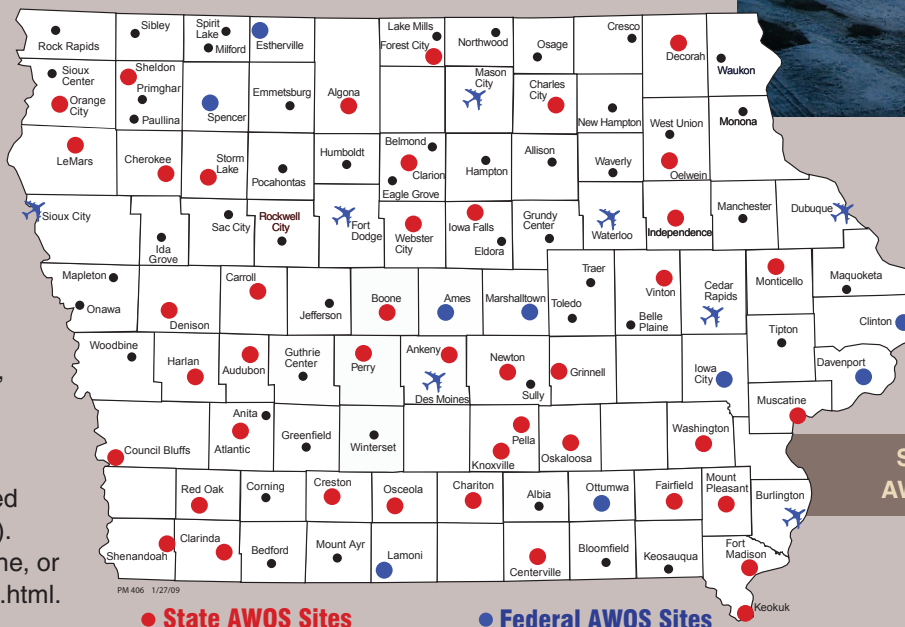 Rock Rapids
Sibley
Spirit
Lake
Milford
Estherville
Lake Mills
Forest City
Northwood
Osage
Cresco
Decorah
Waukon
Sioux
Center
Orange
City
Sheldon
Primghar
Paullina
Spencer
Emmetsburg
Algona
Mason
City
Charles
City
New Hampton
West Union
Oelwein
Monona
LeMars
Cherokee
Storm
Lake
Pocahontas
Humboldt
Belmond
Clarion
Eagle Grove
Hampton
Allison
Waverly
Sioux City
Ida
Grove
Sac City
Rockwell
City
Fort
Dodge
Webster
City
Iowa Falls
Eldora
Grundy
Center
Waterloo
Independence
Manchester
Dubuque
Mapleton
Onawa
Denison
Carroll
Jefferson
Boone
Ames
Marshalltown
Toledo
Traer
Vinton
Belle
Plaine
Cedar
Rapids
Monticello
Maquoketa
Clinton
Woodbine
Harlan
Audubon
Guthrie
Center
Perry
Ankeny
Des Moines
Newton
Sully
Grinnell
Iowa
City
Tipton
Davenport
Muscatine
,
Council Bluffs
Anita
Atlantic
Greenfield
Winterset
Knoxville
Pella
Oskaloosa
Washington
S
AW
Red Oak
Corning
Creston
Osceola
Chariton
Albia
Ottumwa
Fairfield
Mount
Pleasant
Burlington
ed
).
ne, or
.html.
Shenandoah
Clarinda
Bedford
Mount Ayr
Lamoni
Centerville
Bloomfield
Keosauqua
Fort
Madison
Keokuk
PM 406 1/27/09
State AWOS Sites
Federal AWOS Sites